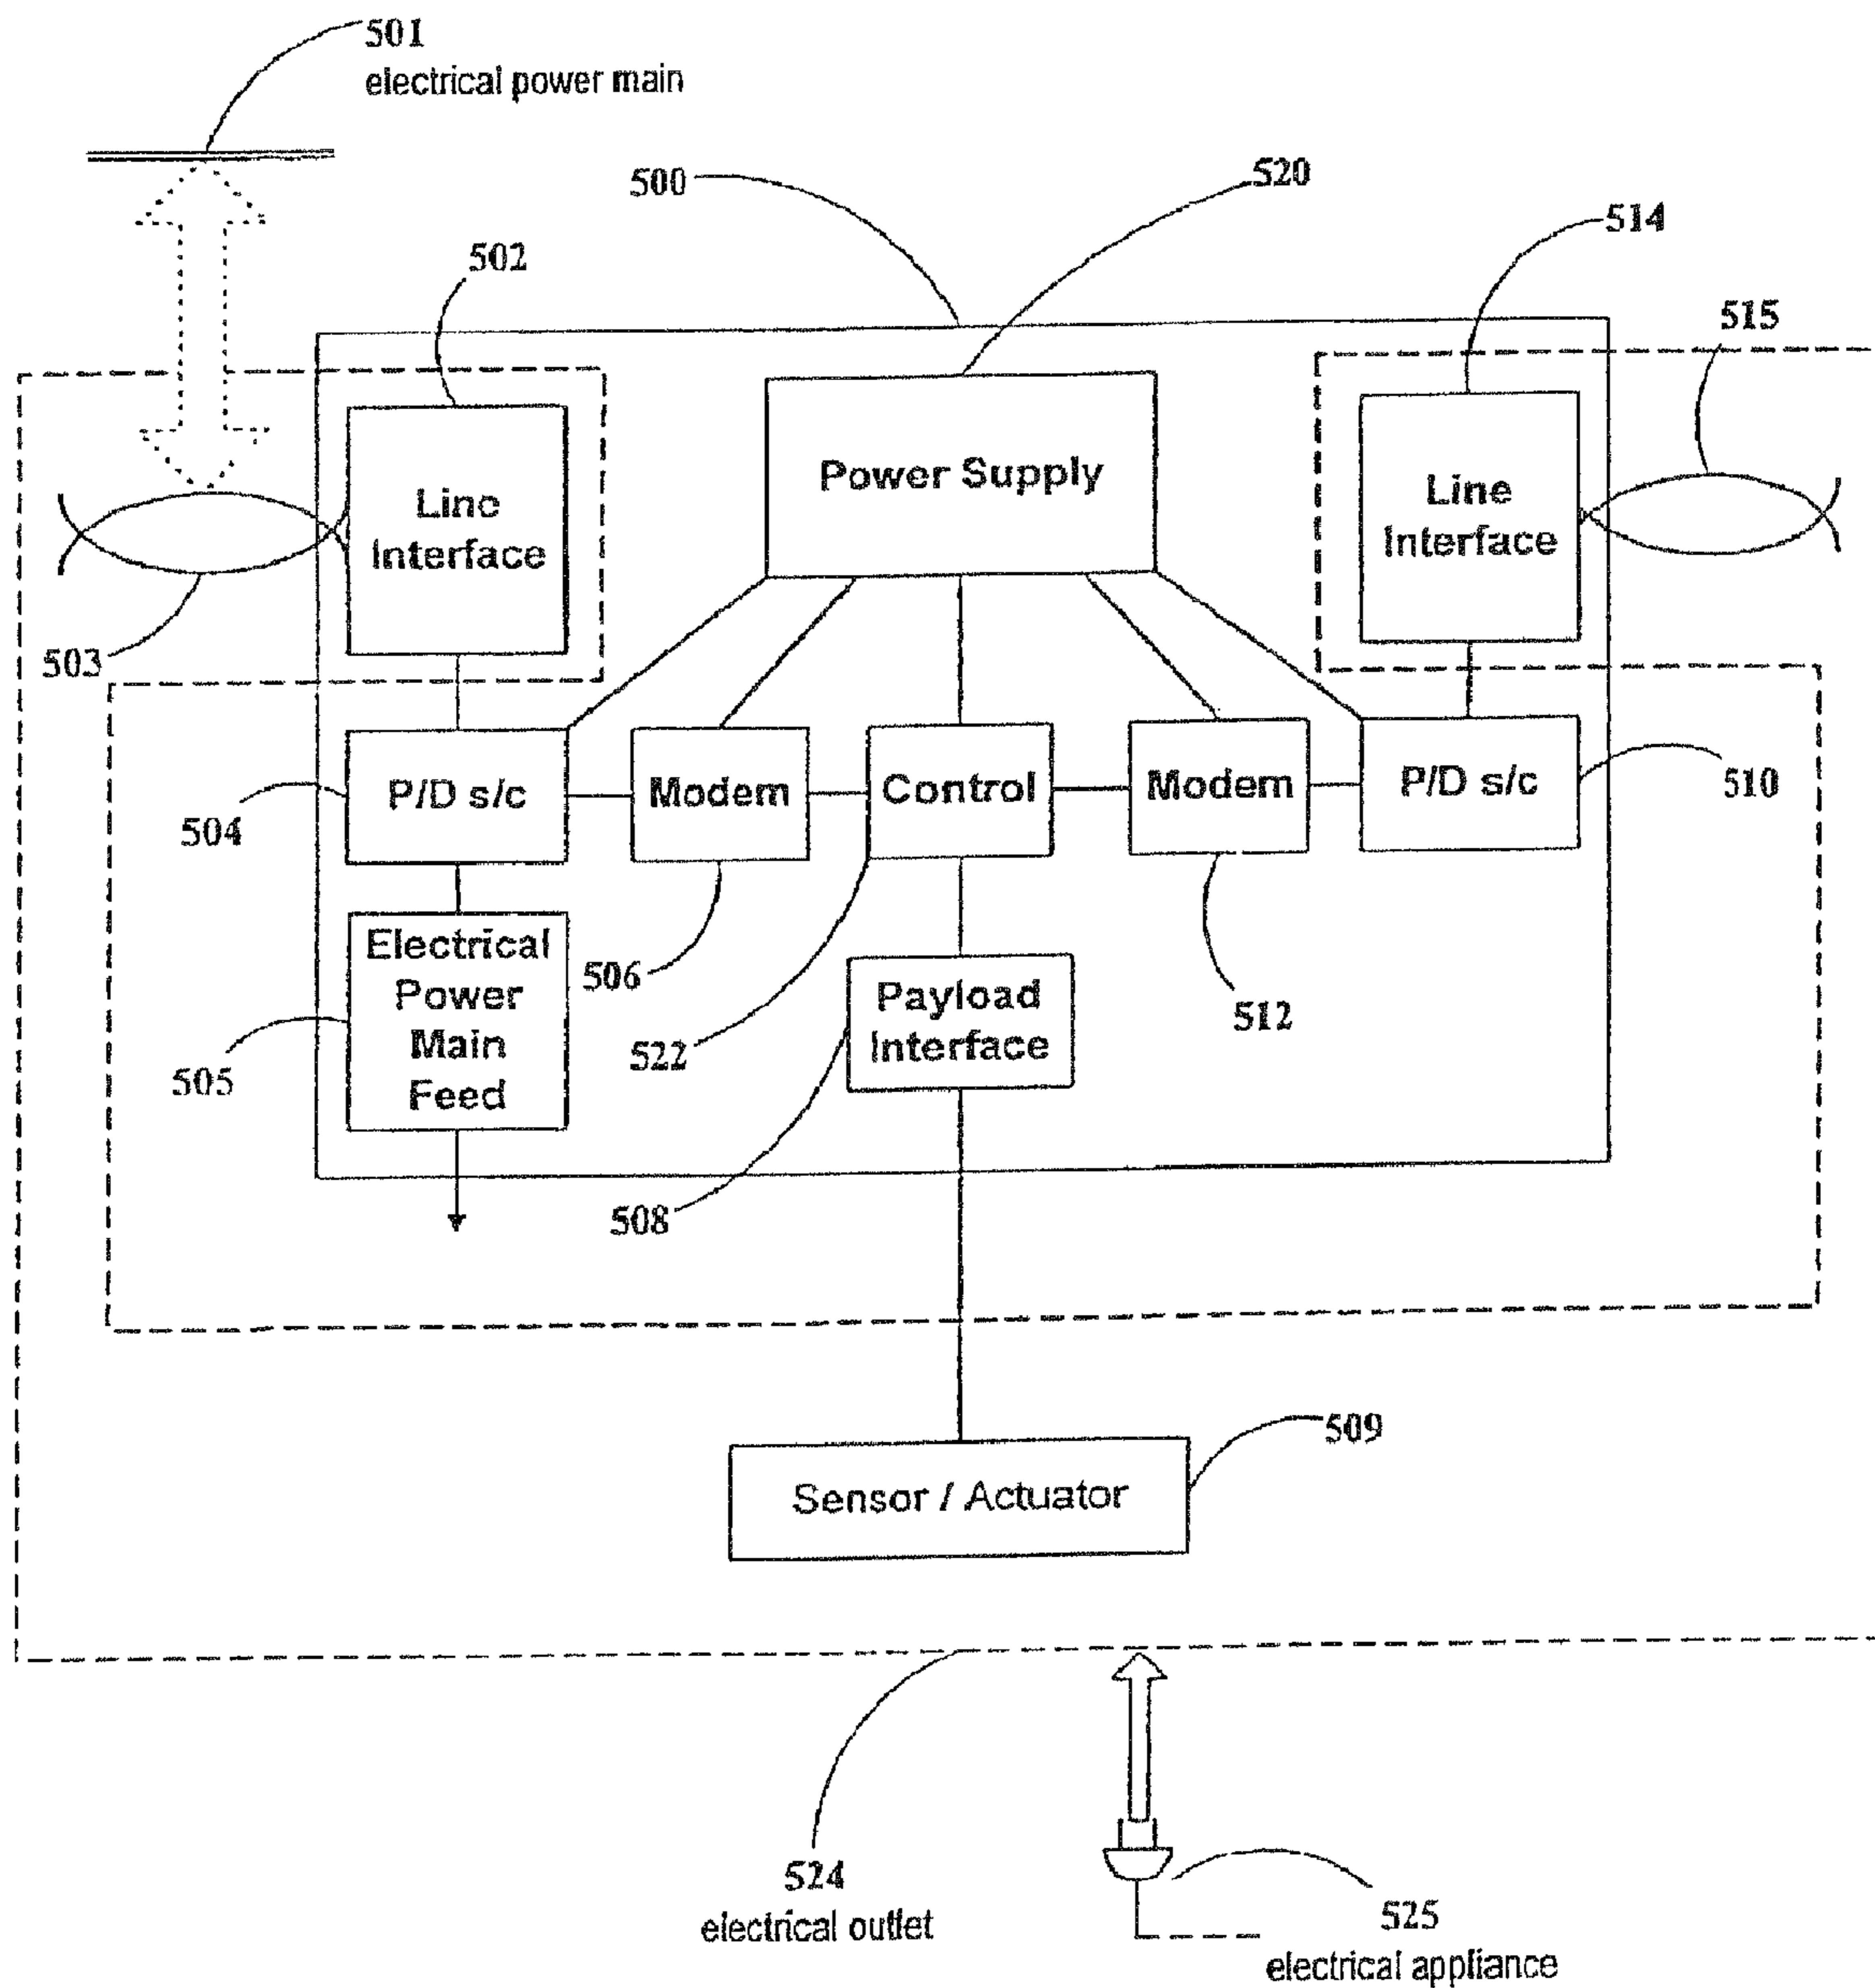 501
electrical power main
500
520
514
502
515
Line
Interface
Power Supply
Line
Interface
503
504
P/D s/c
Modem
Control
Modem
P/D s/c
510
505
Electrical
Power
Main
Feed
506
522
Payload
Interface
512
508
509
Sensor / Actuator
524
electrical outlet
525
electrical appliance